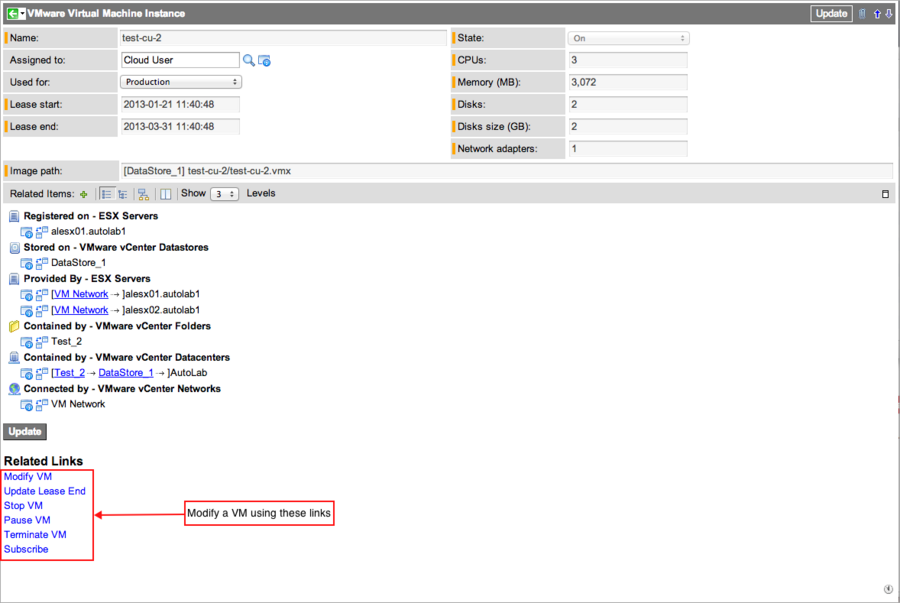 VMware Virtual Machine Instance Update
Name: test-cu-2 State: On
Assigned to: Cloud User CPUs: 3
Used for: Production Memory (MB): 3,072
Lease start: 2013-01-21 11:40:48 Disks: 2
Lease end: 2013-03-31 11:40:48 Disks size (GB): 2
Network adapters: 1
Image path: [DataStore_1] test-cu-2/test-cu-2.vmx
Related Items: Show 3 Levels
Registered on - ESX Servers
alesx01.autolab1
Stored on - VMware vCenter Datastores
DataStore_1
Provided By - ESX Servers
[VM Network → ]alesx01.autolab1
[VM Network → ]alesx02.autolab1
Contained by - VMware vCenter Folders
Test_2
Contained by - VMware vCenter Datacenters
[Test_2 → DataStore_1 → ]AutoLab
Connected by - VMware vCenter Networks
VM Network
Update
Related Links
Modify VM
Update Lease End
Stop VM
Pause VM
Terminate VM
Subscribe
Modify a VM using these links